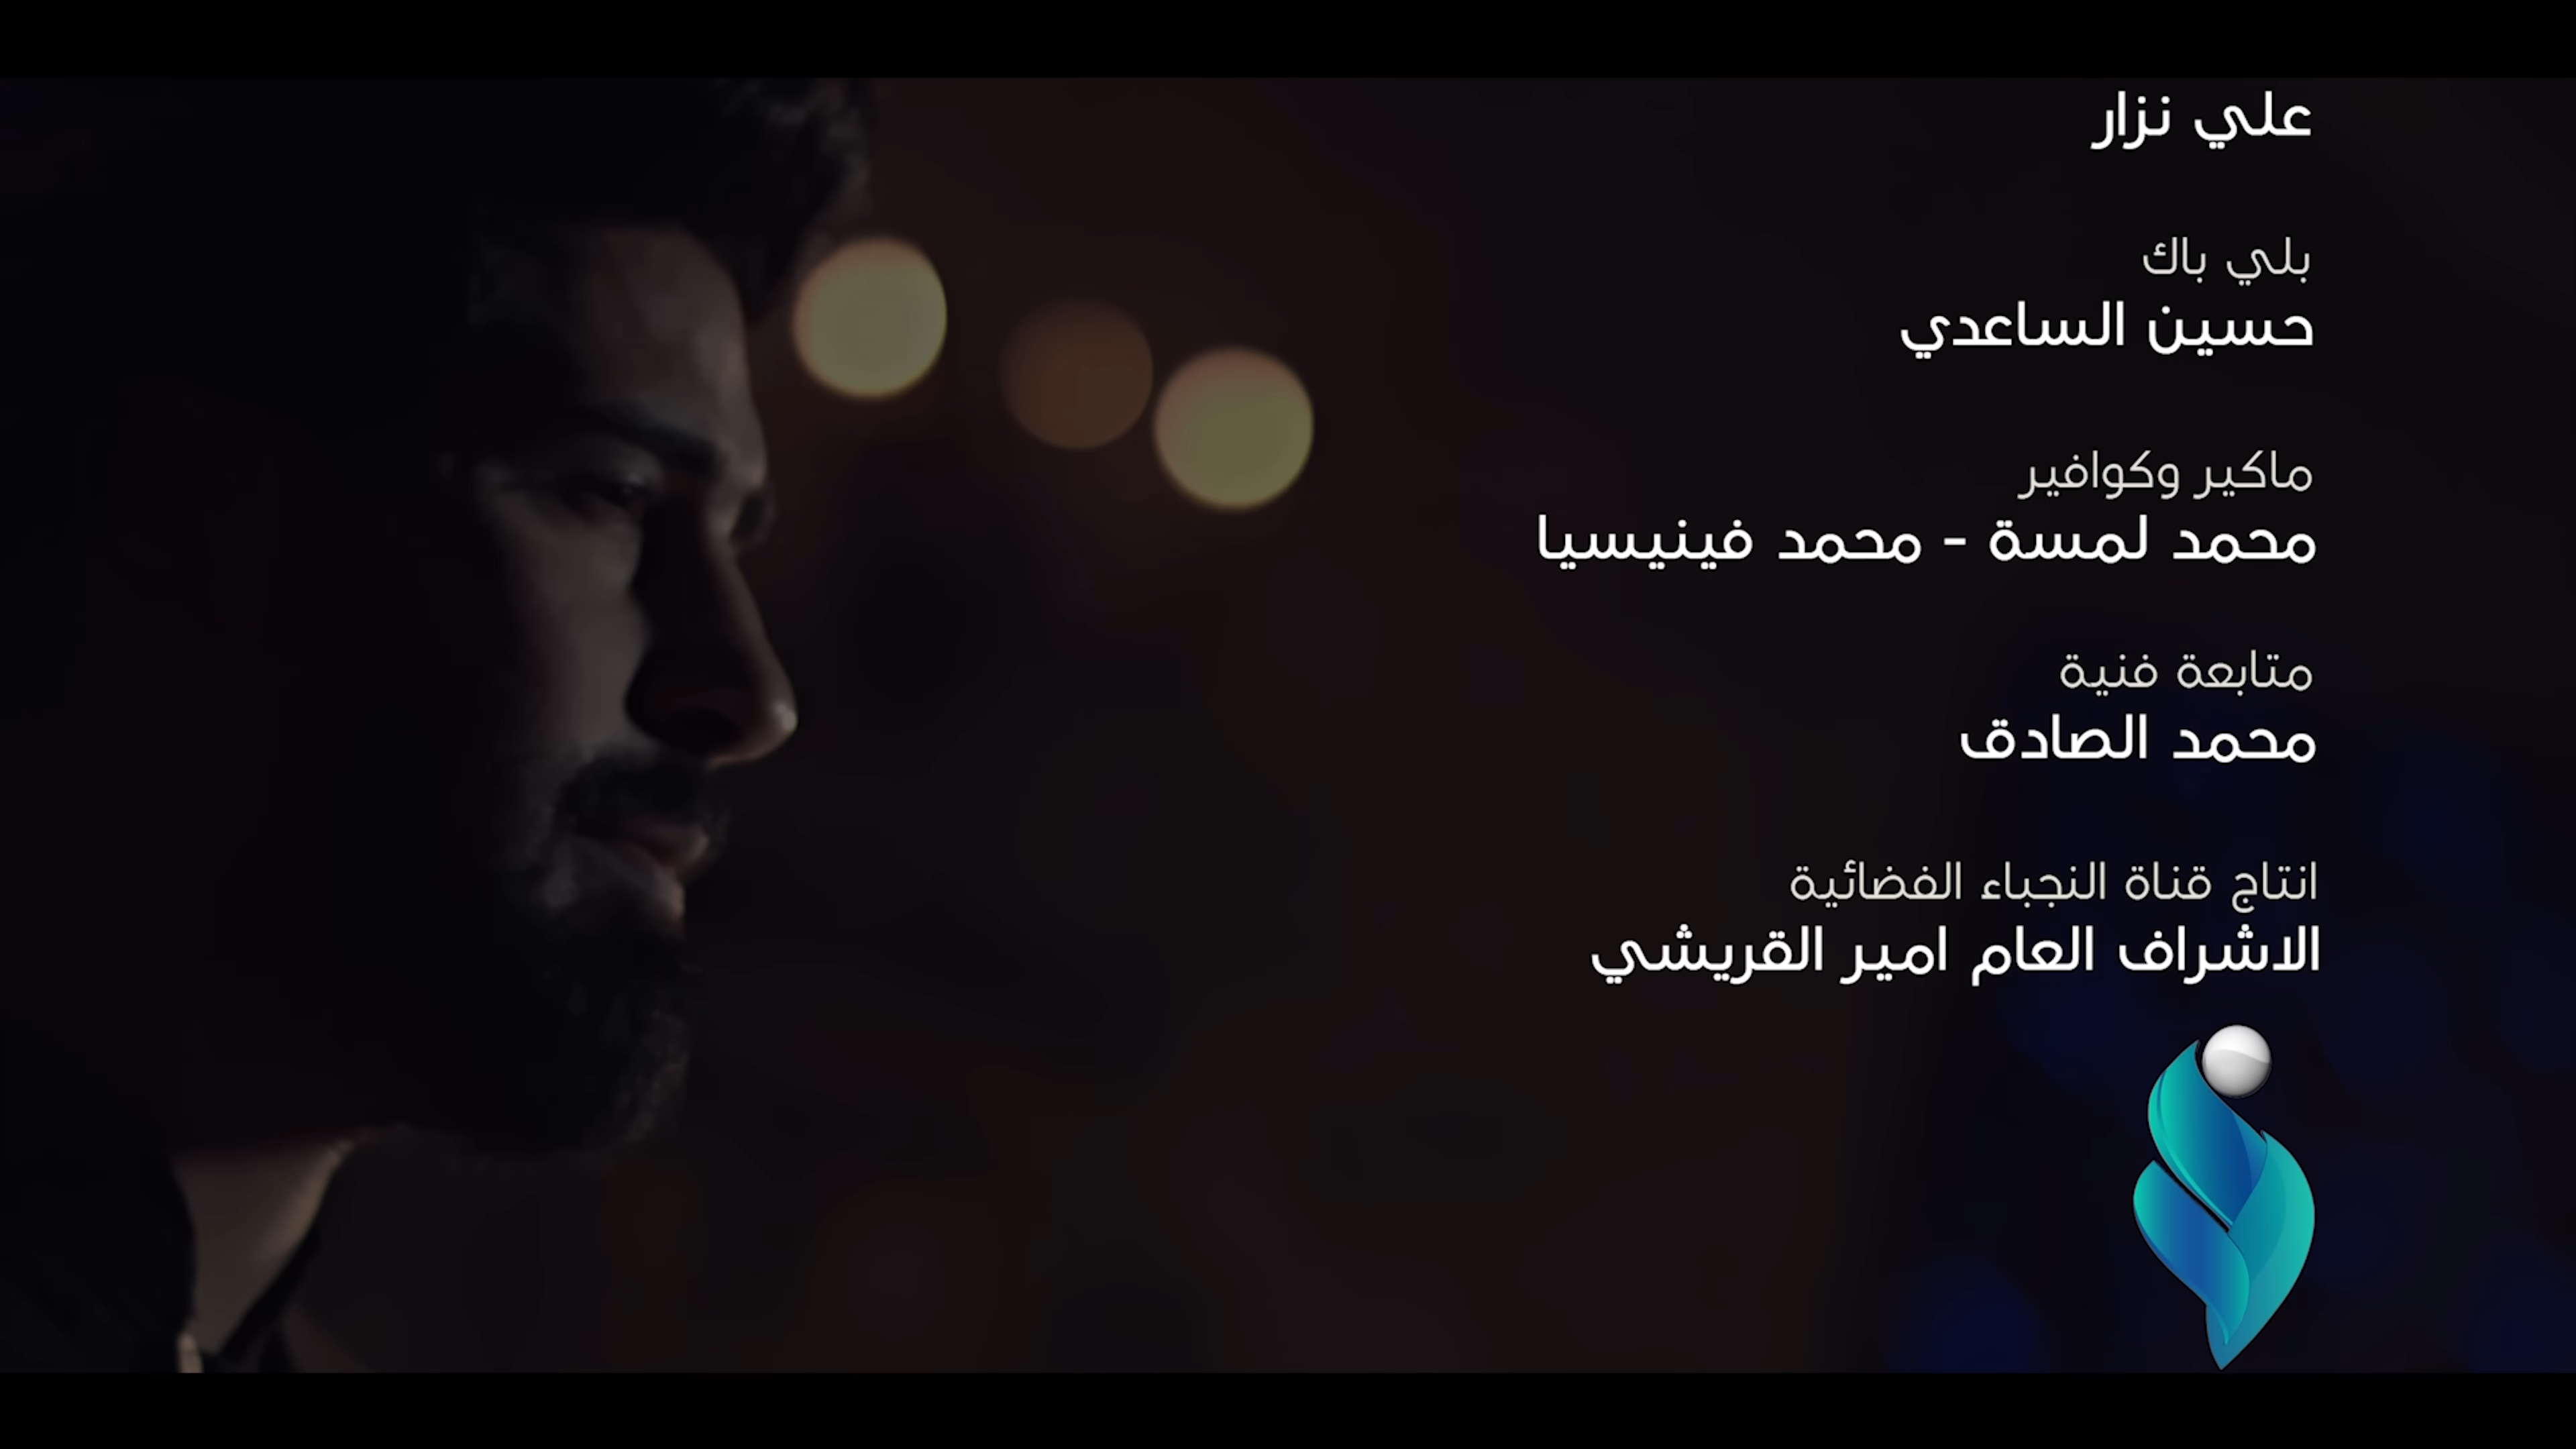 علي نزار
بلي باك
حسين الساعدي
ماكير وكوافير
محمد لمسة - محمد فينيسيا
متابعة فنية
محمد الصادق
انتاج قناة النجباء الفضائية
الاشراف العام امير القريشي